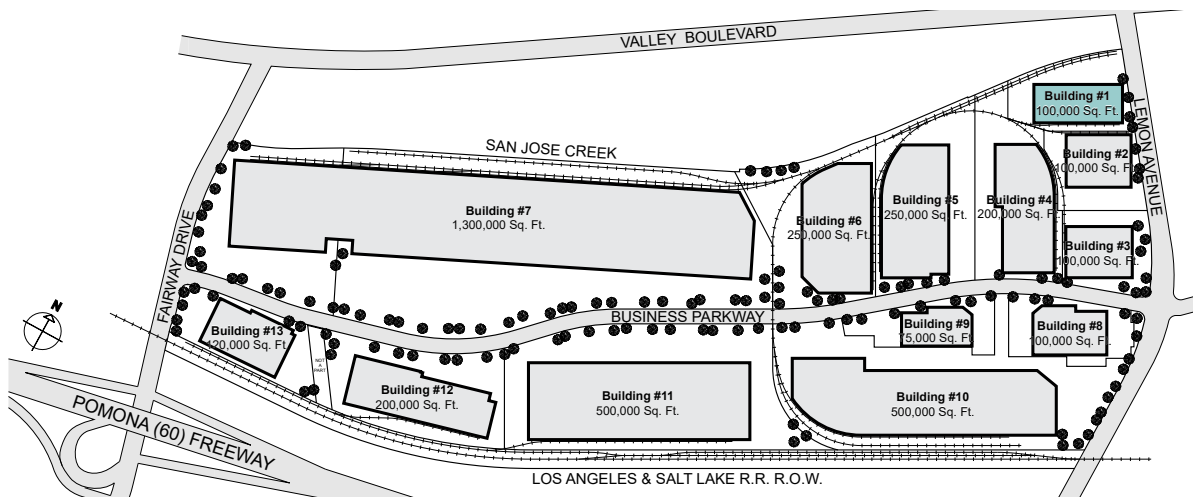 VALLEY BOULEVARD
Building #1
100,000 Sq. Ft.
LEMON AVENUE
SAN JOSE CREEK
Building #2
100,000 Sq. Ft.
Building #5
250,000 Sq. Ft.
Building #4
200,000 Sq. Ft.
Building #7
1,300,000 Sq. Ft.
Building #6
250,000 Sq. Ft.
Building #3
100,000 Sq. Ft.
FAIRWAY DRIVE
N
BUSINESS PARKWAY
Building #13
120,000 Sq. Ft.
Building #9
75,000 Sq. Ft.
Building #8
100,000 Sq. Ft.
NOT
A
PART
Building #12
200,000 Sq. Ft.
Building #11
500,000 Sq. Ft.
Building #10
500,000 Sq. Ft.
POMONA (60) FREEWAY
LOS ANGELES & SALT LAKE R.R. R.O.W.